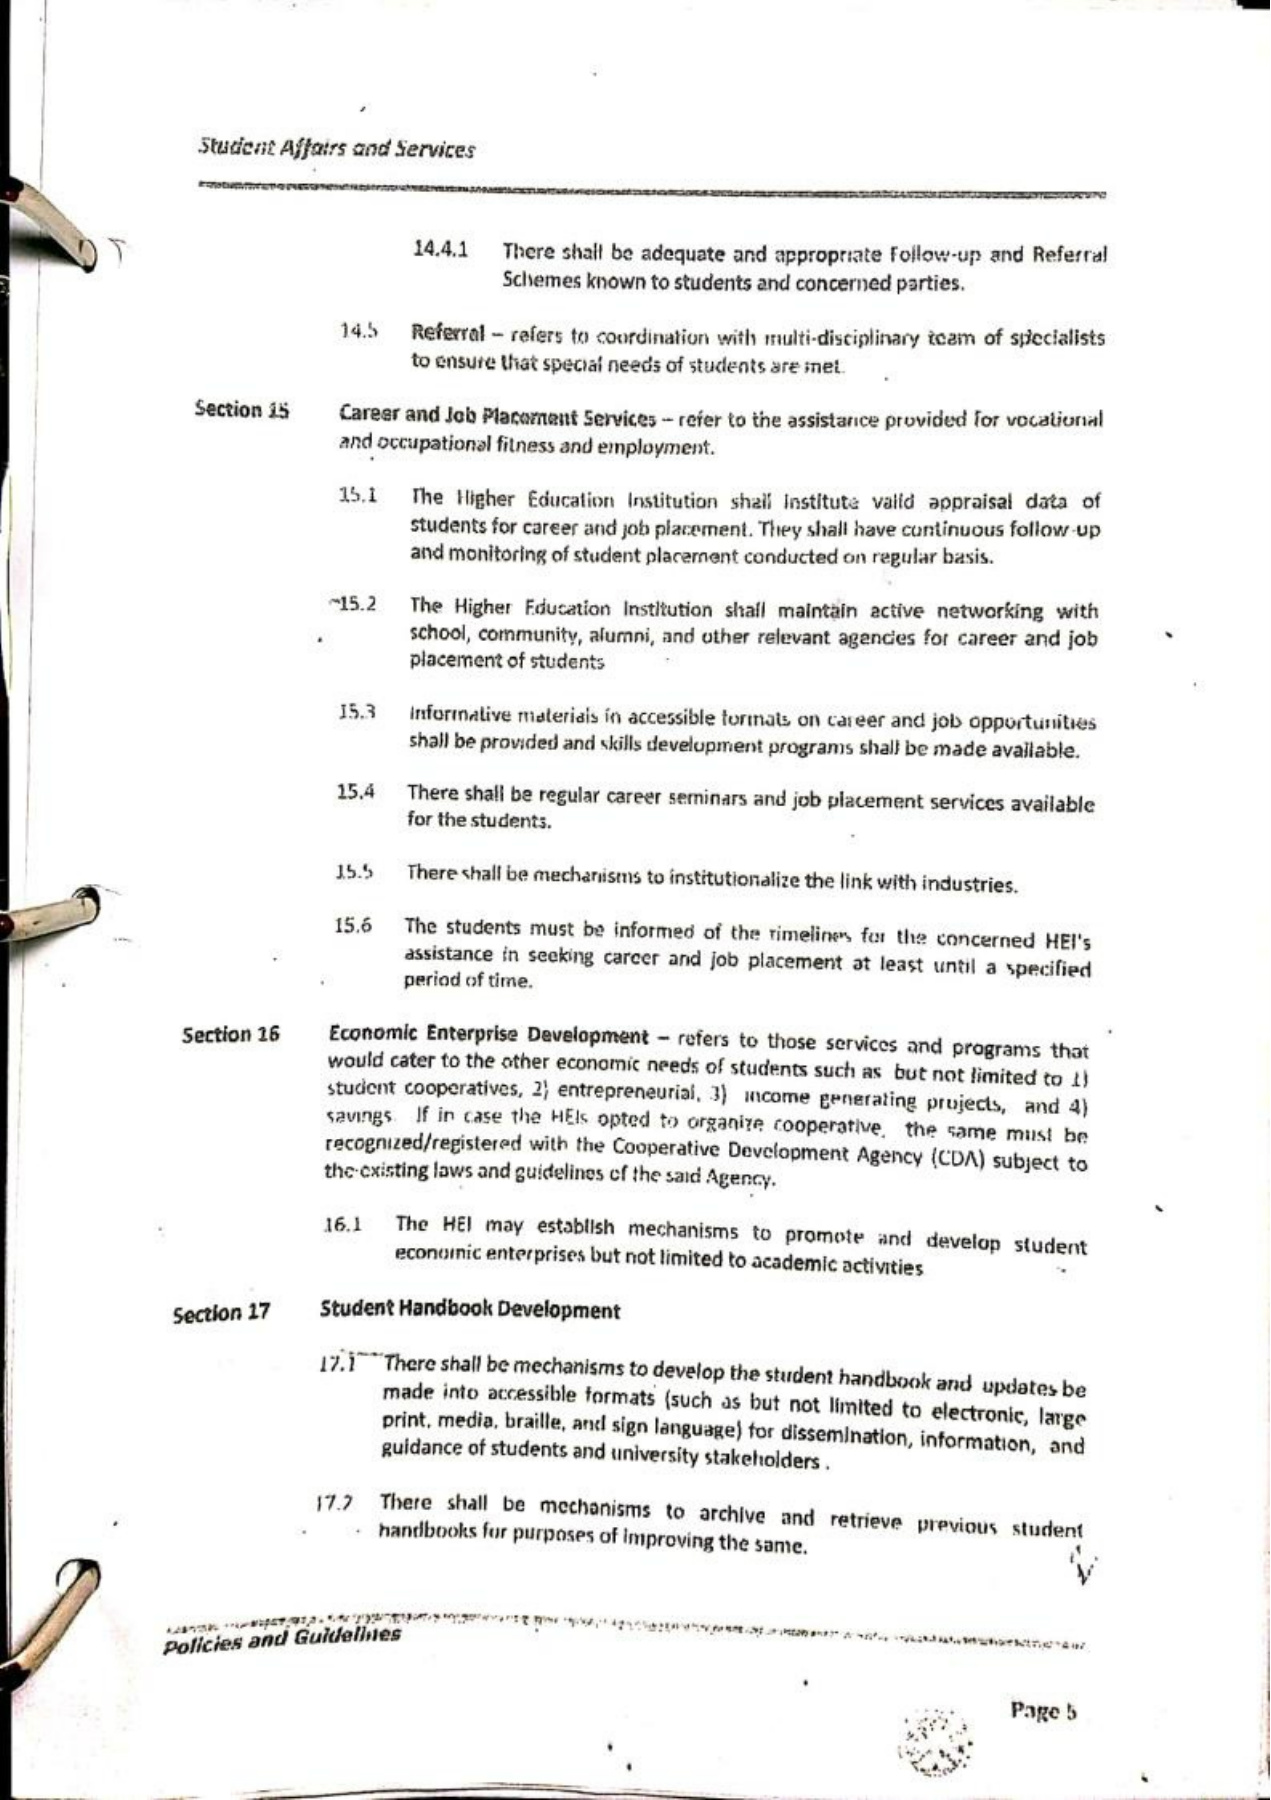 Student Affairs and Services
14.4.1 There shall be adequate and appropriate Follow-up and Referral
Schemes known to students and concerned parties.
14.5 Referral – refers to coordination with multi-disciplinary team of specialists
to ensure that special needs of students are met.
Section 15 Career and Job Placement Services – refer to the assistance provided for vocational
and occupational fitness and employment.
15.1 The Higher Education Institution shall institute valid appraisal data of
students for career and job placement. They shall have continuous follow-up
and monitoring of student placement conducted on regular basis.
15.2 The Higher Education Institution shall maintain active networking with
school, community, alumni, and other relevant agencies for career and job
placement of students
15.3 Informative materials in accessible formats on career and job opportunities
shall be provided and skills development programs shall be made available.
15.4 There shall be regular career seminars and job placement services available
for the students.
15.5 There shall be mechanisms to institutionalize the link with industries.
15.6 The students must be informed of the timelines for the concerned HEI's
assistance in seeking career and job placement at least until a specified
period of time.
Section 16 Economic Enterprise Development – refers to those services and programs that
would cater to the other economic needs of students such as but not limited to 1)
student cooperatives, 2) entrepreneurial, 3) income generating projects, and 4)
savings. If in case the HEIs opted to organize cooperative, the same must be
recognized/registered with the Cooperative Development Agency (CDA) subject to
the existing laws and guidelines of the said Agency.
16.1 The HEI may establish mechanisms to promote and develop student
economic enterprises but not limited to academic activities
Section 17 Student Handbook Development
17.1 There shall be mechanisms to develop the student handbook and updates be
made into accessible formats (such as but not limited to electronic, large
print, media, braille, and sign language) for dissemination, information, and
guidance of students and university stakeholders.
17.2 There shall be mechanisms to archive and retrieve previous student
handbooks for purposes of improving the same.
Policies and Guidelines
Page 5